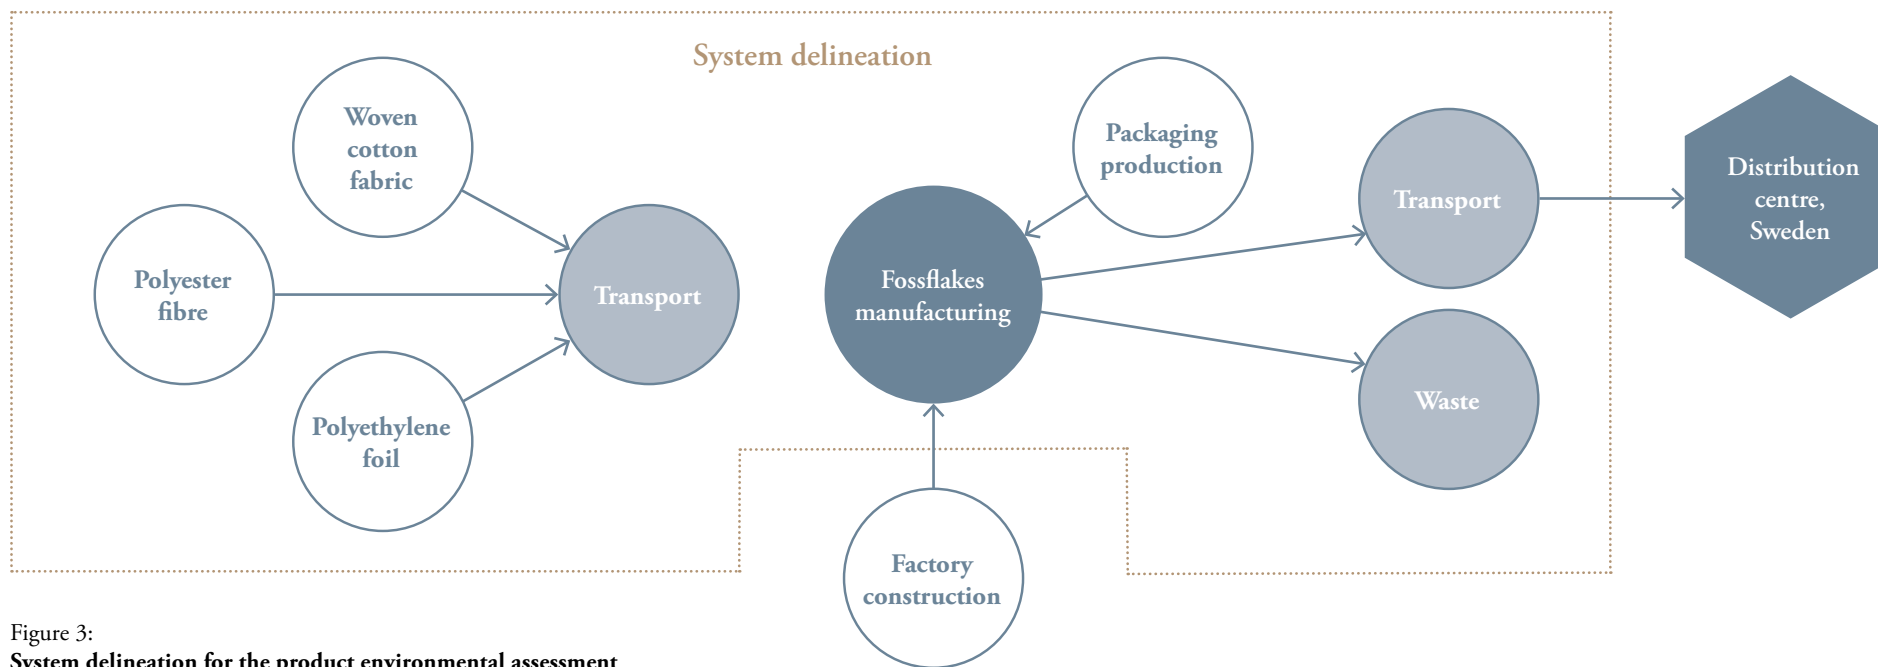 System delineation
Woven
cotton
fabric
Polyester
fibre
Polyethylene
foil
Transport
Fossflakes
manufacturing
Packaging
production
Transport
Waste
Distribution
centre,
Sweden
Factory
construction
Figure 3:
System delineation for the product environmental assessment